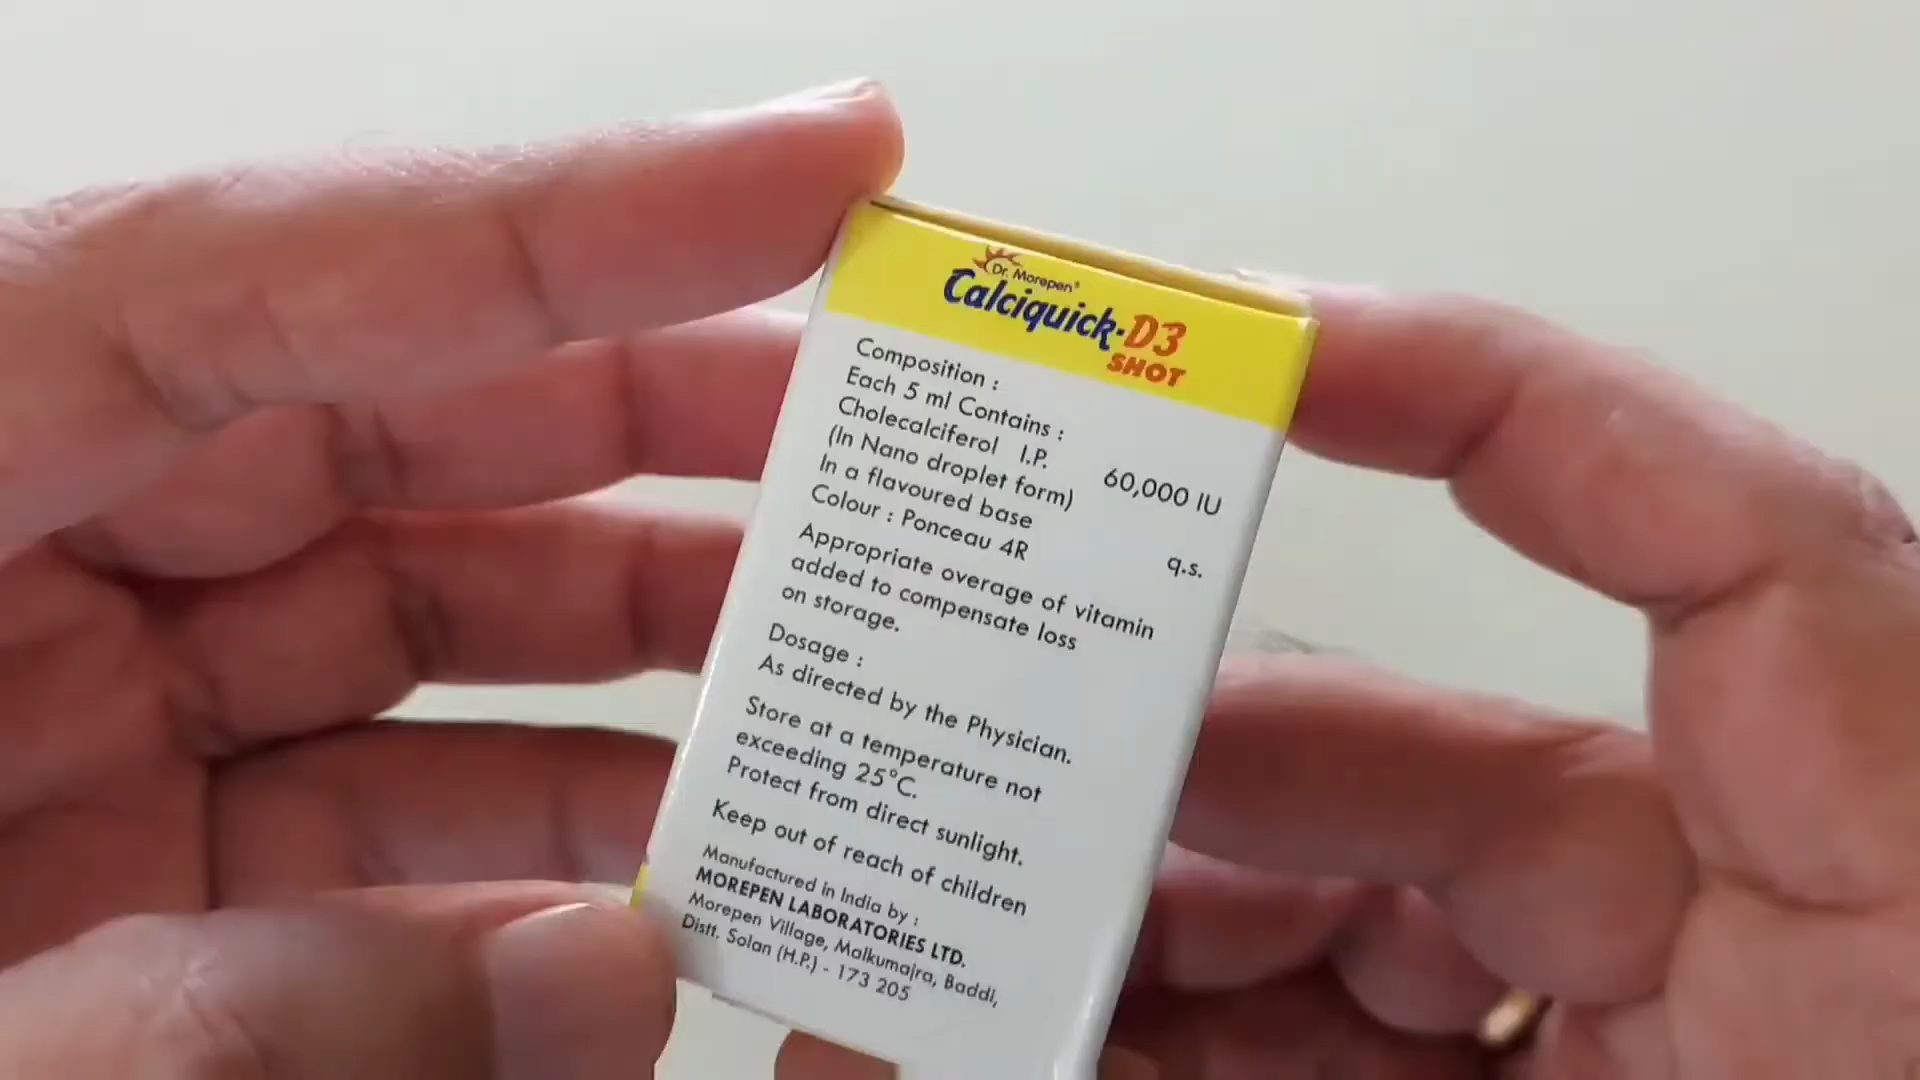 Dr. Morepen®
Calciquick-D3
SHOT
Composition :
Each 5 ml Contains :
Cholecalciferol I.P. 60,000 IU
(In Nano droplet form)
In a flavoured base q.s.
Colour : Ponceau 4R
Appropriate overage of vitamin
added to compensate loss
on storage.
Dosage :
As directed by the Physician.
Store at a temperature not
exceeding 25°C.
Protect from direct sunlight.
Keep out of reach of children
Manufactured in India by :
MOREPEN LABORATORIES LTD.
Morepen Village, Malkumajra, Baddi,
Distt. Solan (H.P.) - 173 205